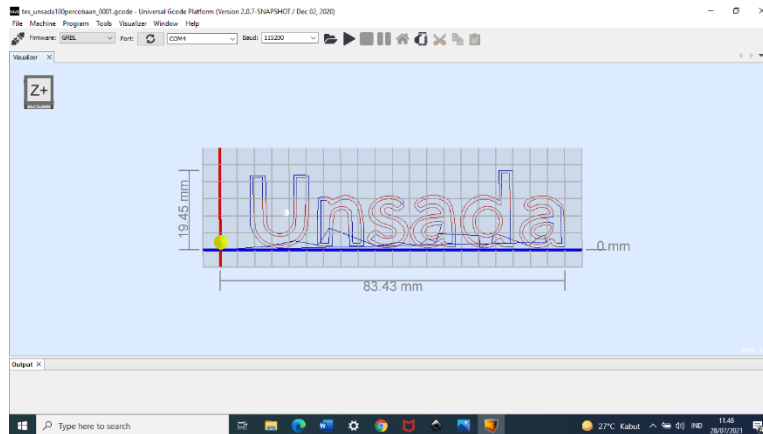 tes_unsada100percobaan_0001.gcode - Universal Gcode Platform (Version 2.0.7-SNAPSHOT / Dec 02, 2020)
File Machine Program Tools Visualizer Window Help
Firmware: GRBL Port: COM4 Baud: 115200
Visualizer
Z+
Unsada
19.45 mm
0 mm
83.43 mm
Output
Type here to search
27°C Kabut
IND
11.46
28/07/2021